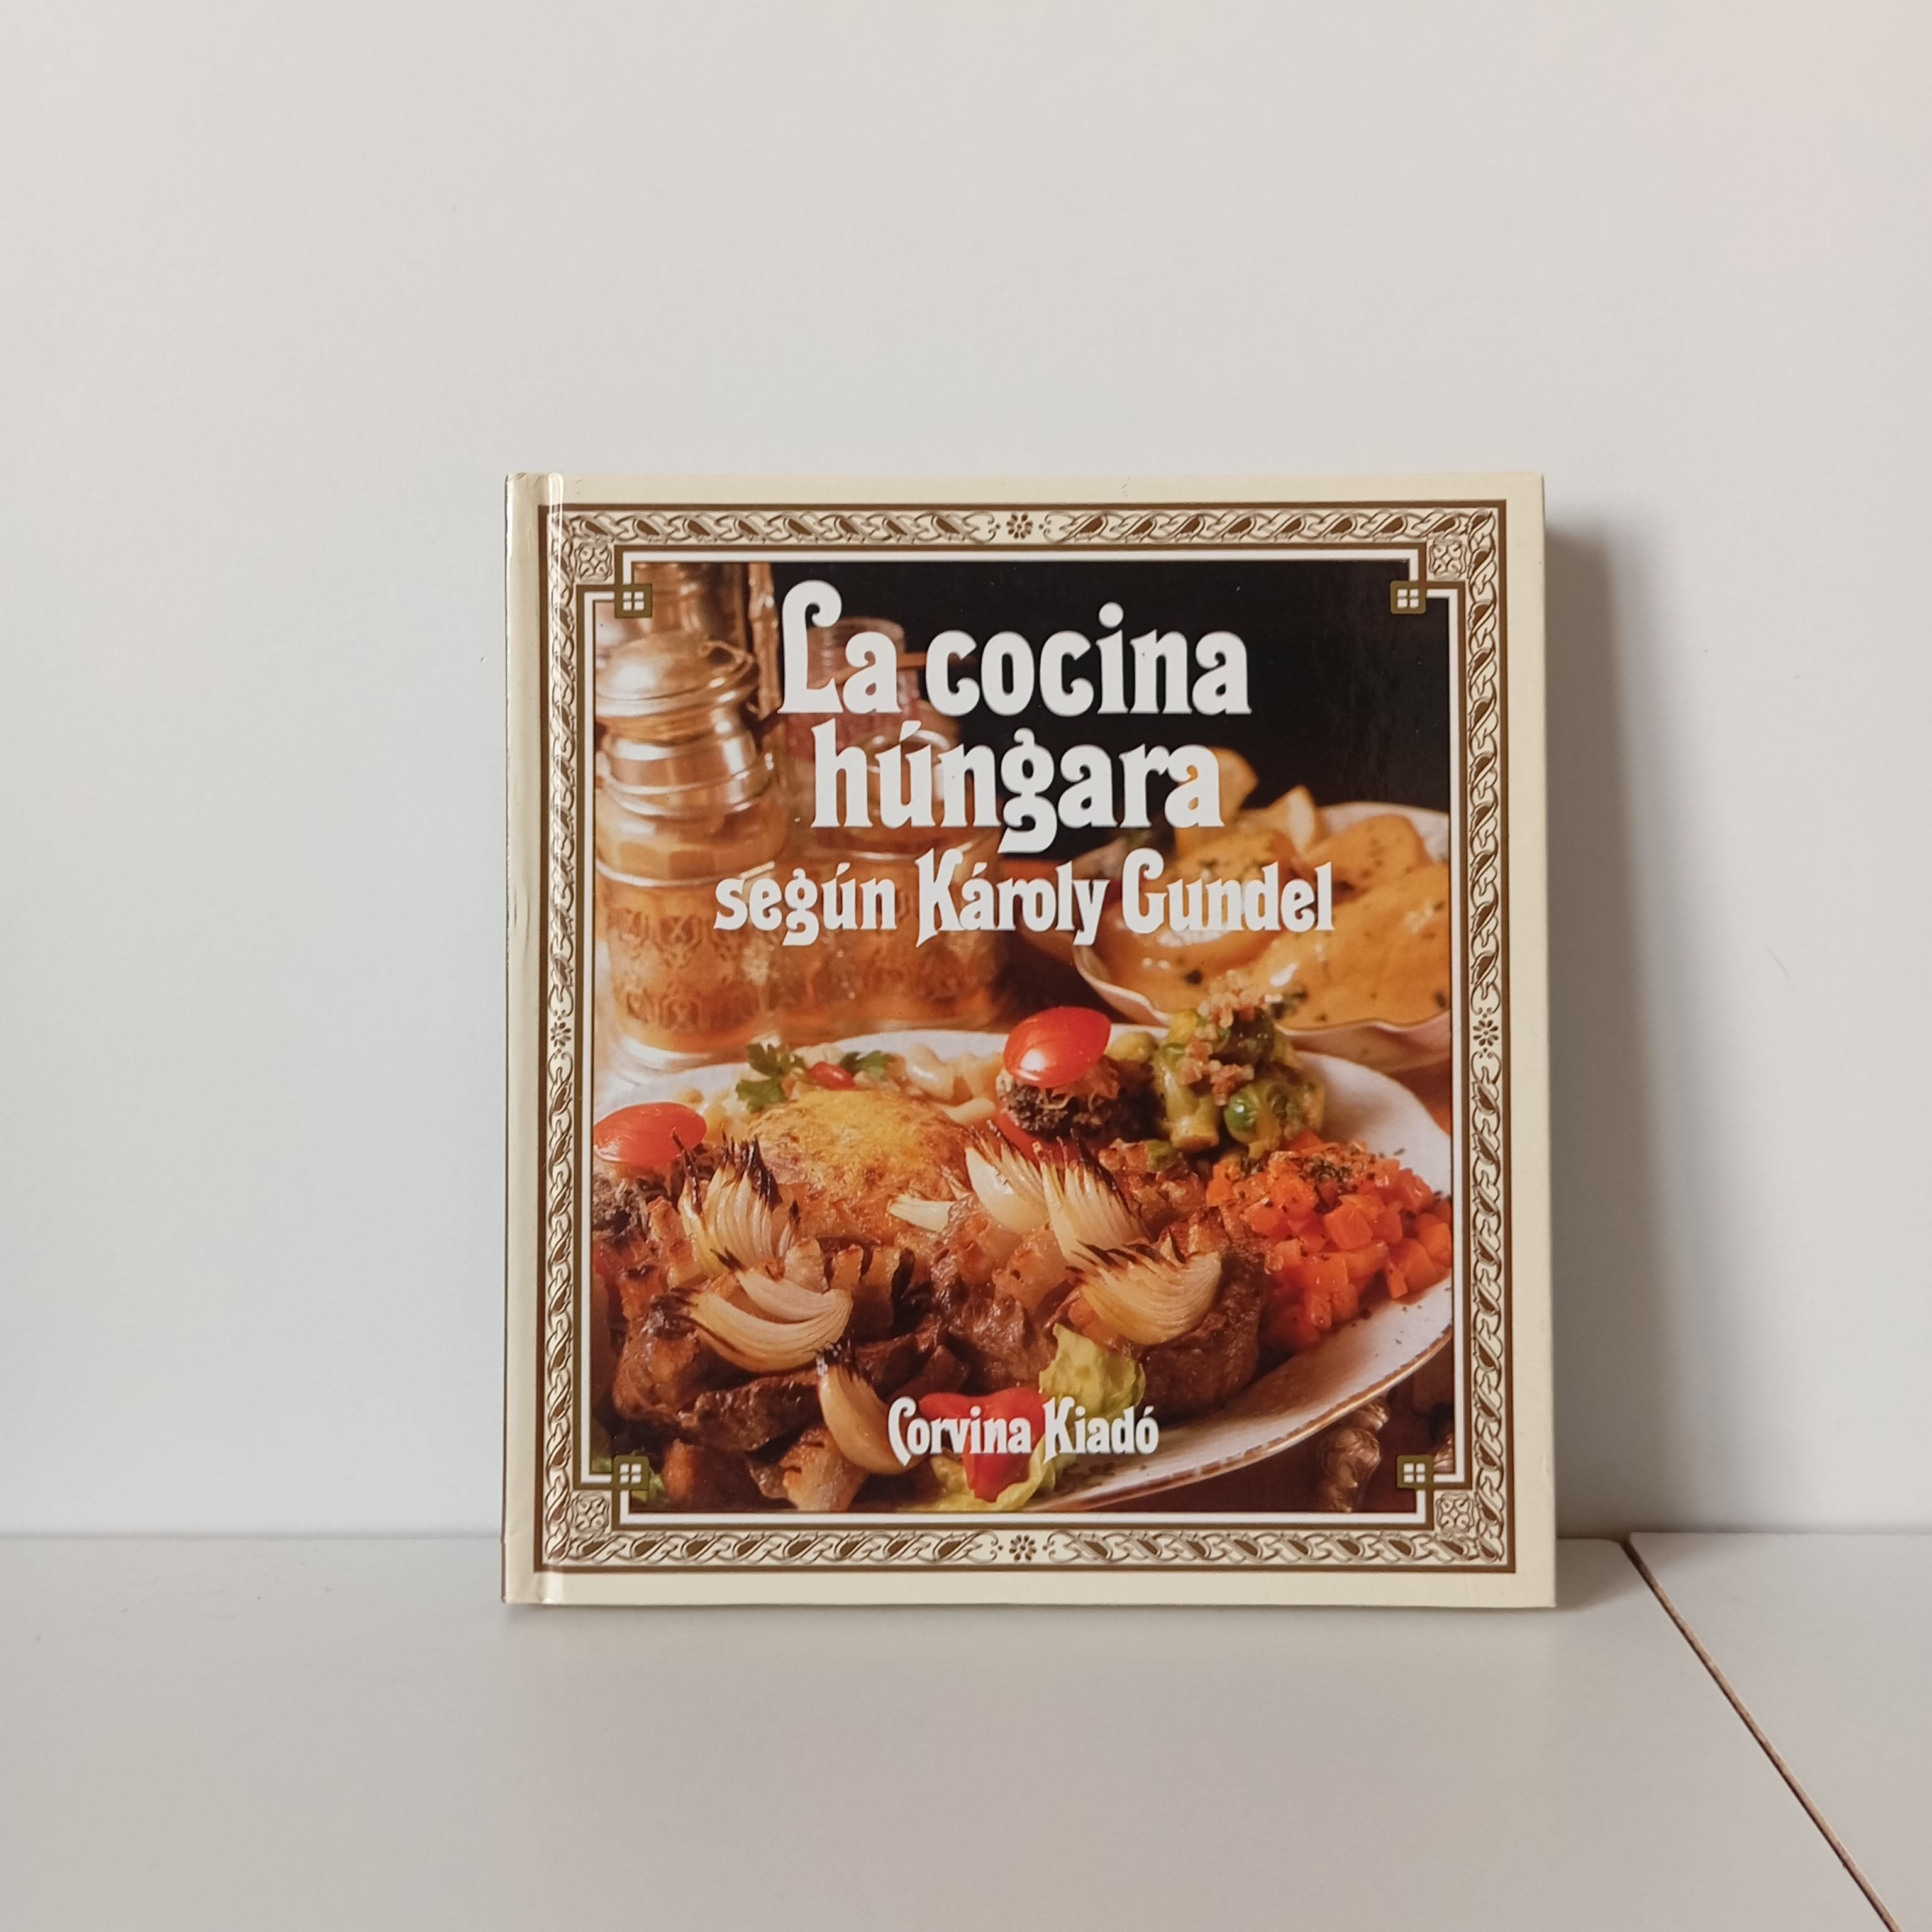 La cocina
húngara
según Károly Gundel
Corvina Kiadó